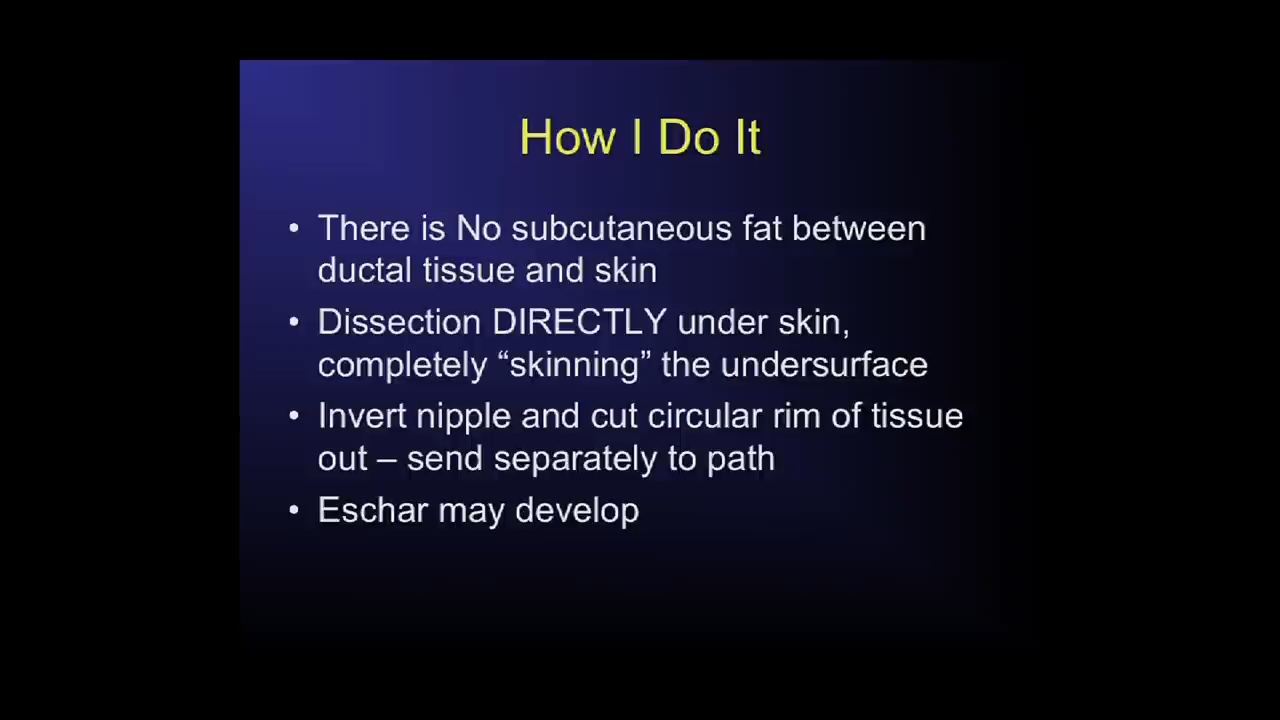 How I Do It
• There is No subcutaneous fat between
ductal tissue and skin
• Dissection DIRECTLY under skin,
completely “skinning” the undersurface
• Invert nipple and cut circular rim of tissue
out – send separately to path
• Eschar may develop